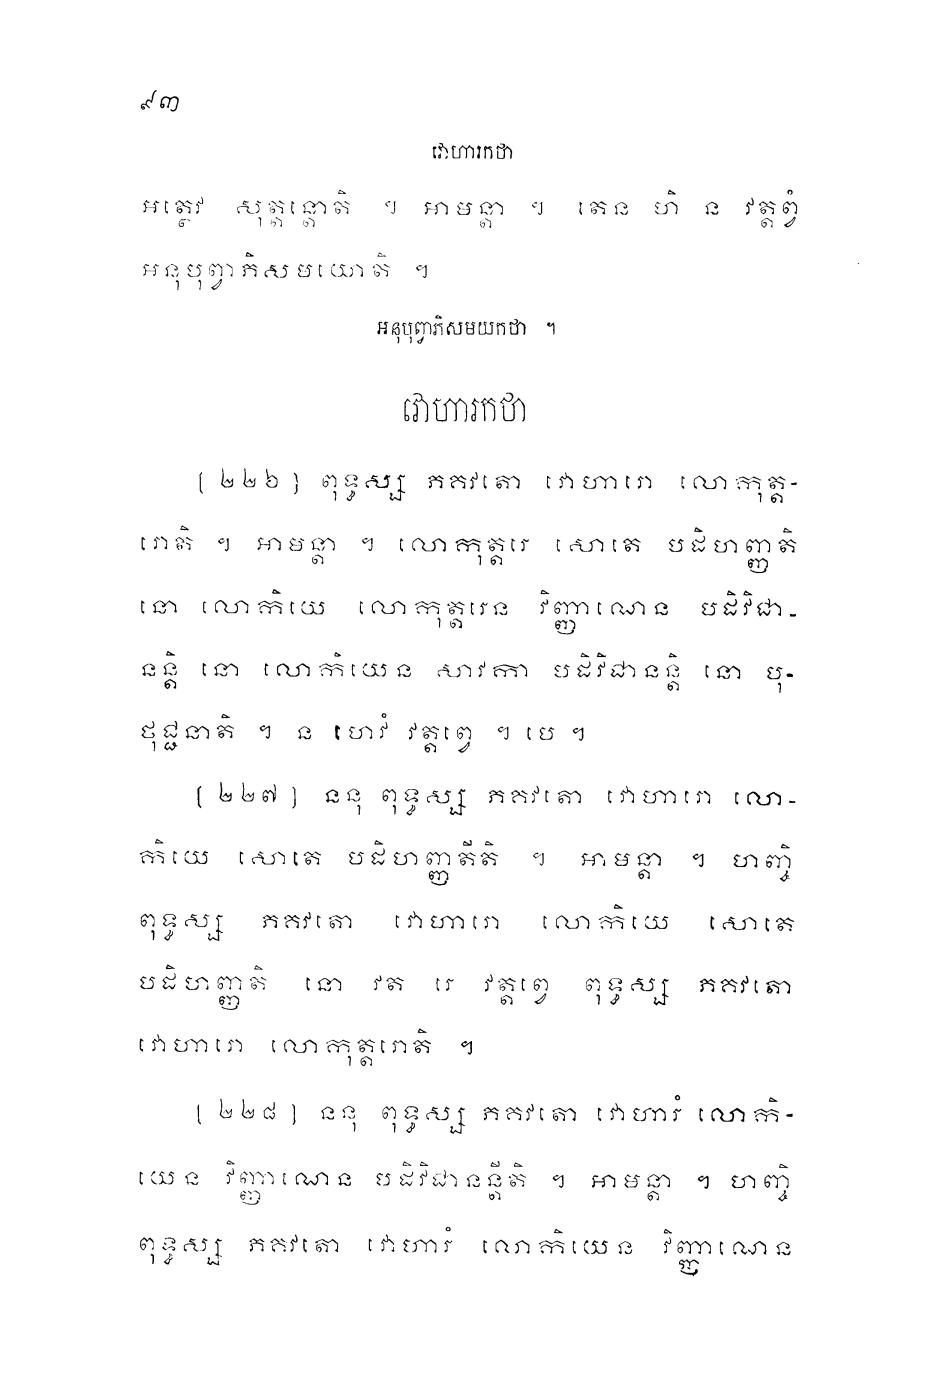 ៩៣
វោហារកថា
អត្ថេវ សុត្តន្តោតិ ។ អាមន្តា ។ តេន ហិ ន វត្តព្វំ
អនុបុព្វាភិសមយោតិ ។
អនុបុព្វាភិសមយកថា ។
វោហារកថា
[ ២២៦ ] ពុទ្ធស្ស ភគវតោ វោហារោ លោកុត្ត-
រោតិ ។ អាមន្តា ។ លោកុត្តរេ សោតេ បដិហញ្ញតិ
នោ លោកិយេ លោកុត្តរេន វិញ្ញាណេន បដិវិជា-
នន្តិ នោ លោកិយេន សាវកា បដិវិជានន្តិ នោ បុ-
ថុជ្ជនាតិ ។ ន ហេវំ វត្តព្វេ ។ បេ ។
[ ២២៧ ] ននុ ពុទ្ធស្ស ភគវតោ វោហារោ លោ-
កិយេ សោតេ បដិហញ្ញតីតិ ។ អាមន្តា ។ ហញ្ចិ
ពុទ្ធស្ស ភគវតោ វោហារោ លោកិយេ សោតេ
បដិហញ្ញតិ នោ វត រេ វត្តព្វេ ពុទ្ធស្ស ភគវតោ
វោហារោ លោកុត្តរោតិ ។
[ ២២៨ ] ននុ ពុទ្ធស្ស ភគវតោ វោហារំ លោកិ-
យេន វិញ្ញាណេន បដិវិជានន្តីតិ ។ អាមន្តា ។ ហញ្ចិ
ពុទ្ធស្ស ភគវតោ វោហារំ លោកិយេន វិញ្ញាណេន